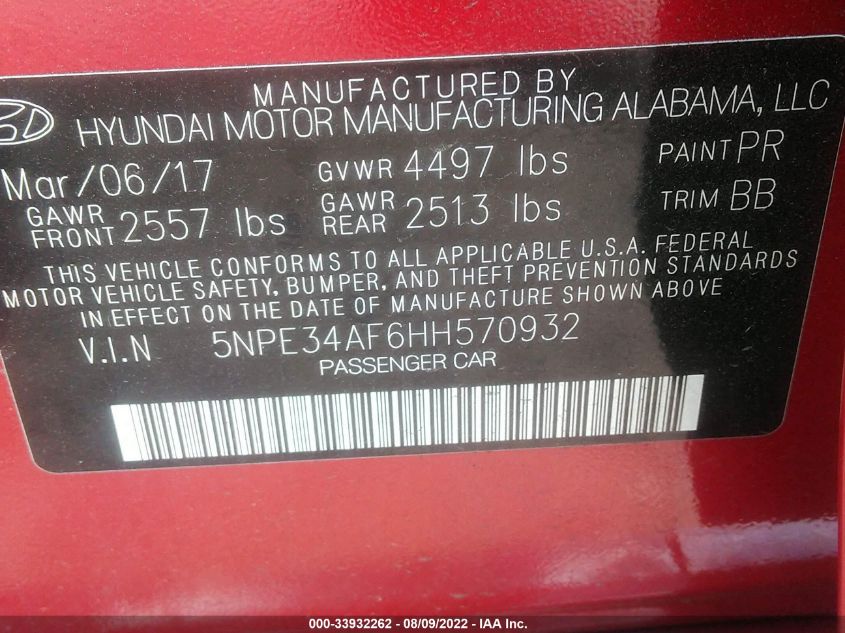 MANUFACTURED BY
HYUNDAI MOTOR MANUFACTURING ALABAMA, LLC
Mar/06/17 GVWR 4497 lbs PAINT PR
GAWR FRONT 2557 lbs GAWR REAR 2513 lbs TRIM BB
THIS VEHICLE CONFORMS TO ALL APPLICABLE U.S.A. FEDERAL
MOTOR VEHICLE SAFETY, BUMPER, AND THEFT PREVENTION STANDARDS
IN EFFECT ON THE DATE OF MANUFACTURE SHOWN ABOVE.
V.I.N 5NPE34AF6HH570932
PASSENGER CAR
000-33932262 - 08/09/2022 - IAA Inc.